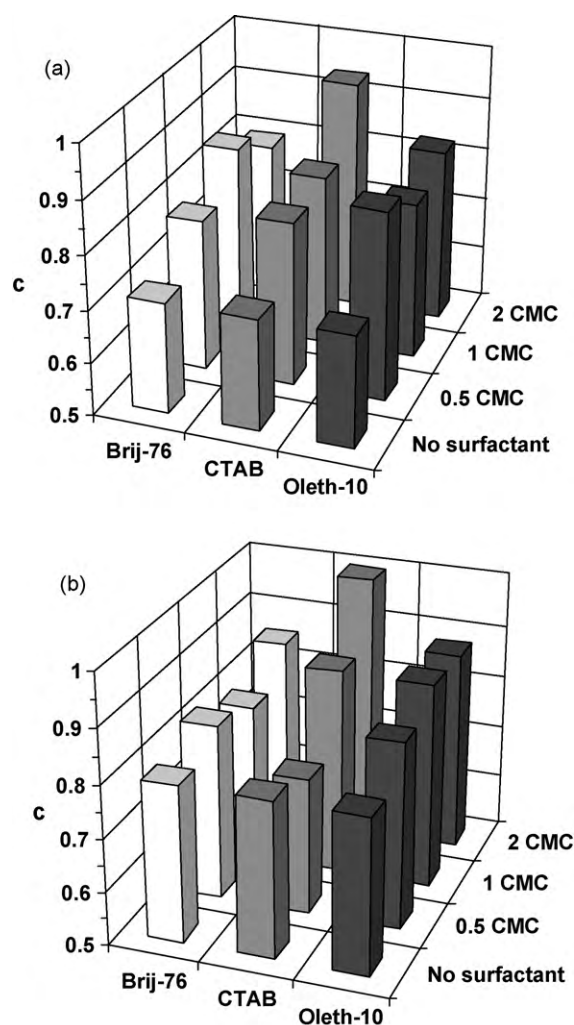 (a)
1
0.9
0.8
c
0.7
0.6
0.5
2 CMC
1 CMC
0.5 CMC
No surfactant
Brij-76
CTAB
Oleth-10
(b)
1
0.9
0.8
c
0.7
0.6
0.5
2 CMC
1 CMC
0.5 CMC
No surfactant
Brij-76
CTAB
Oleth-10